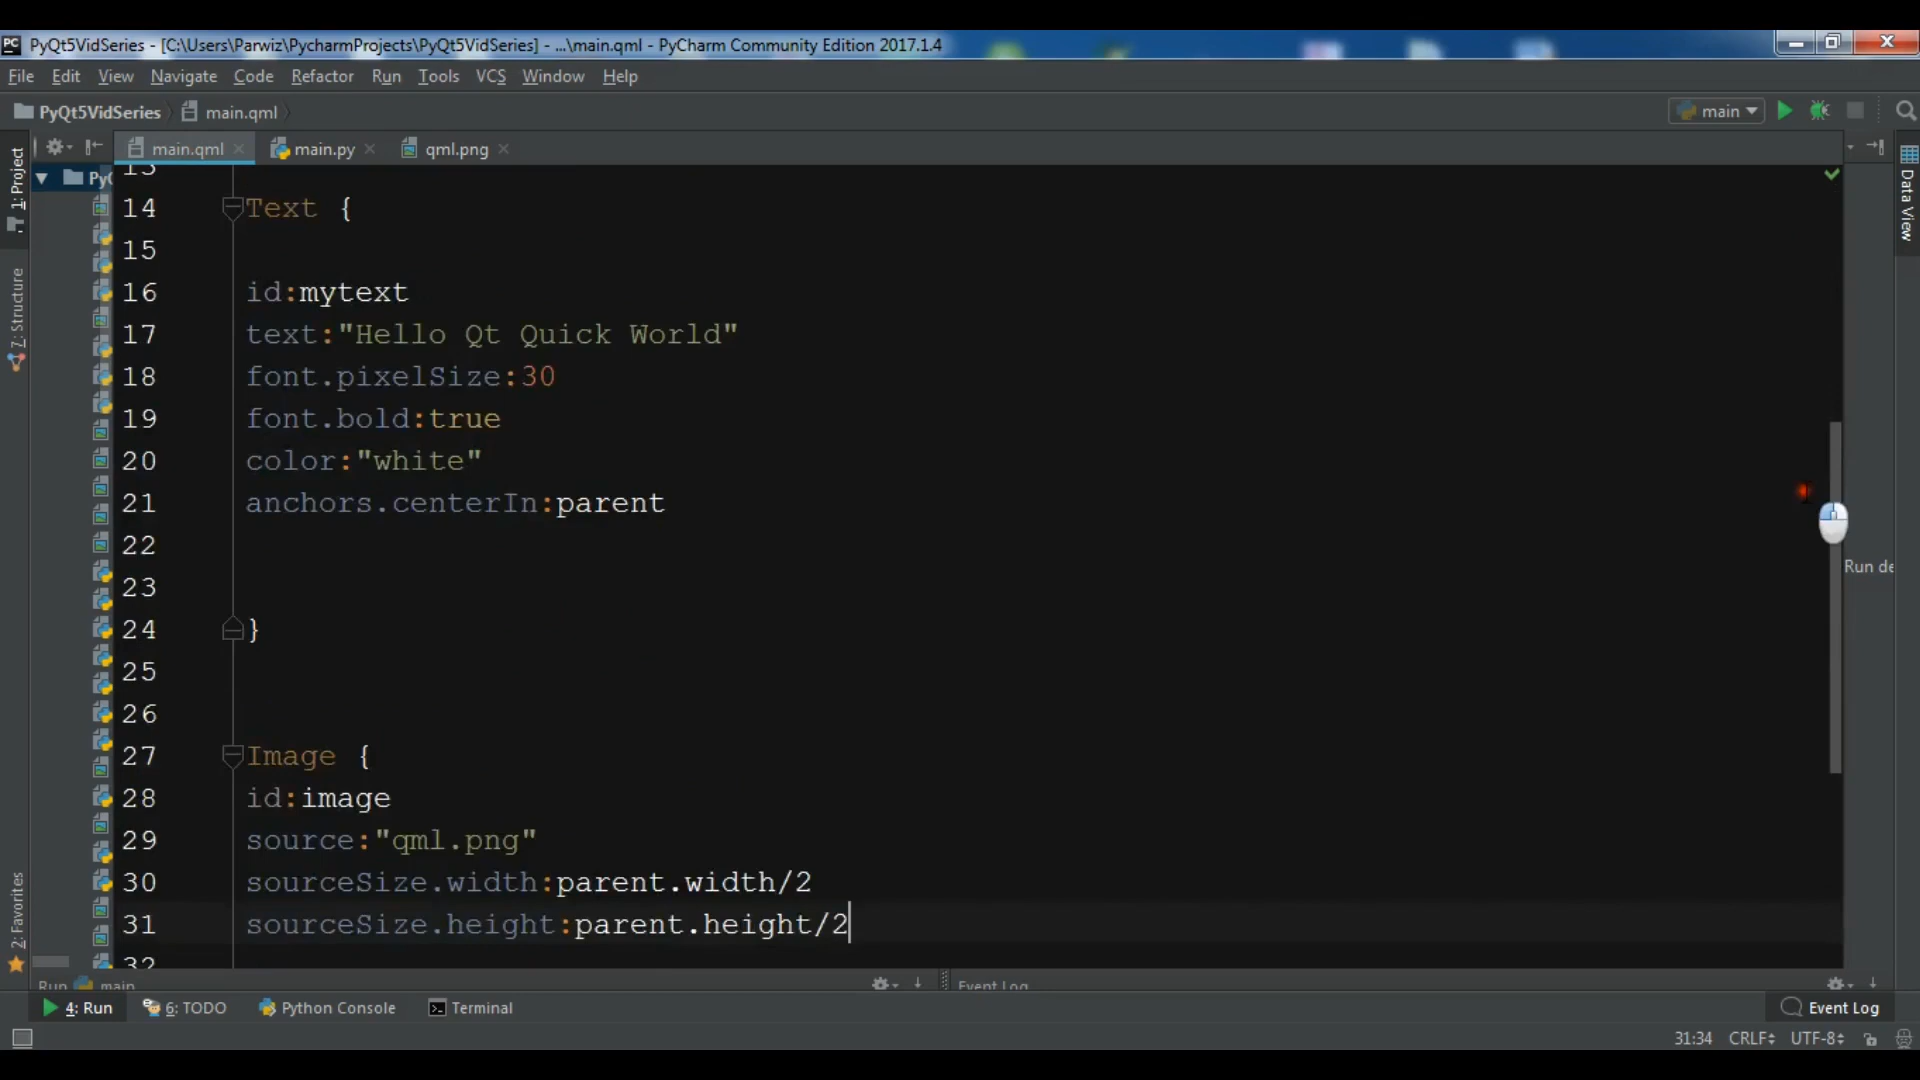 PyQt5VidSeries - [C:\Users\Parwiz\PycharmProjects\PyQt5VidSeries] - ...\main.qml - PyCharm Community Edition 2017.1.4
File Edit View Navigate Code Refactor Run Tools VCS Window Help
PyQt5VidSeries main.qml main
main.qml main.py qml.png
1: Project
7: Structure
2: Favorites
Data View
13
14 Text {
15
16 id:mytext
17 text:"Hello Qt Quick World"
18 font.pixelSize:30
19 font.bold:true
20 color:"white"
21 anchors.centerIn:parent
22
23
24 }
25
26
27 Image {
28 id:image
29 source:"qml.png"
30 sourceSize.width:parent.width/2
31 sourceSize.height:parent.height/2
32
Run main Event Log
4: Run 6: TODO Python Console Terminal Event Log
31:34 CRLF UTF-8